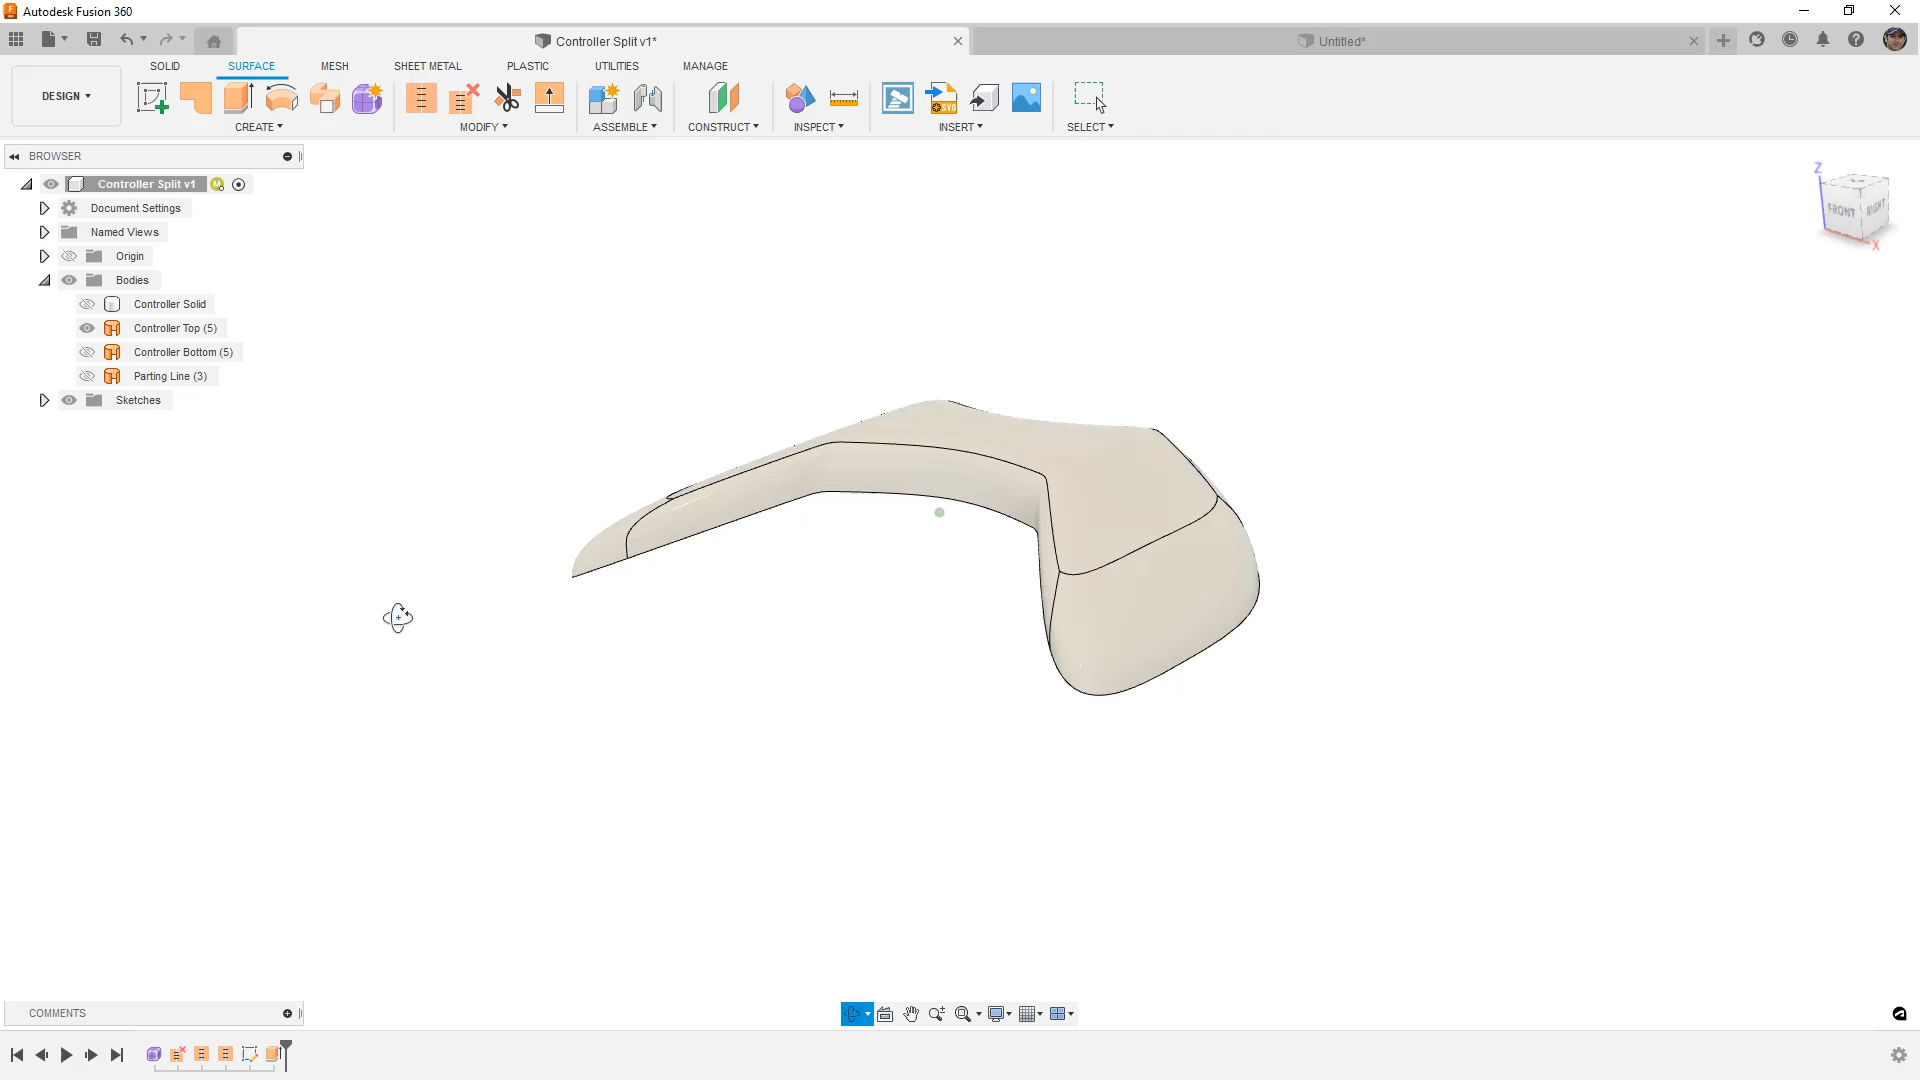 Autodesk Fusion 360
Controller Split v1*
Untitled*
SOLID SURFACE MESH SHEET METAL PLASTIC UTILITIES MANAGE
DESIGN
CREATE MODIFY ASSEMBLE CONSTRUCT INSPECT INSERT SELECT
BROWSER
Controller Split v1
Document Settings
Named Views
Origin
Bodies
Controller Solid
Controller Top (5)
Controller Bottom (5)
Parting Line (3)
Sketches
Z
FRONT RIGHT
X
COMMENTS